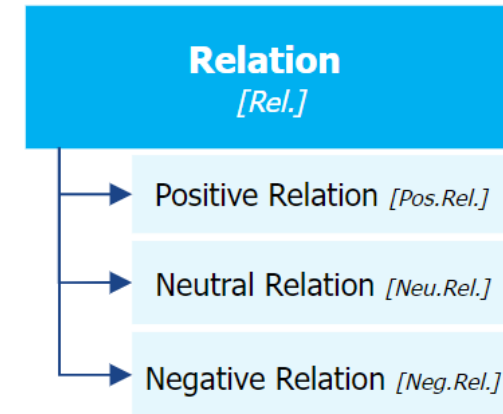 Relation
[Rel.]
Positive Relation [Pos.Rel.]
Neutral Relation [Neu.Rel.]
Negative Relation [Neg.Rel.]